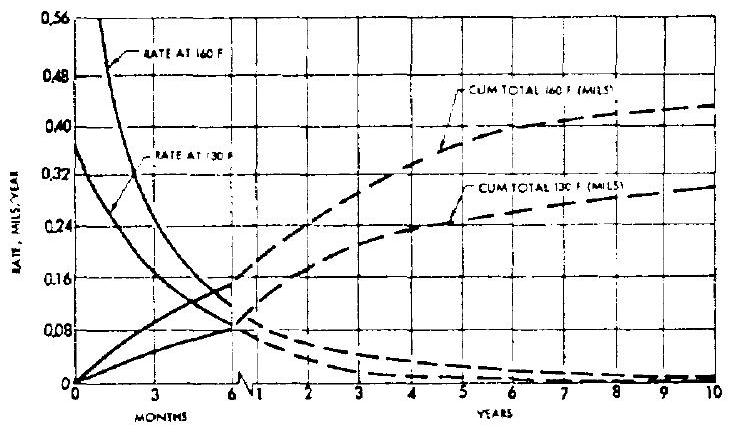 0.56
RATE AT 160 F
0.48
CUM TOTAL 160 F (MILS)
0.40
RATE AT 130 F
0.32
CUM TOTAL 130 F (MILS)
0.24
RATE, MILS/YEAR
0.16
0.08
0
0 3 6 1 2 3 4 5 6 7 8 9 10
MONTHS YEARS